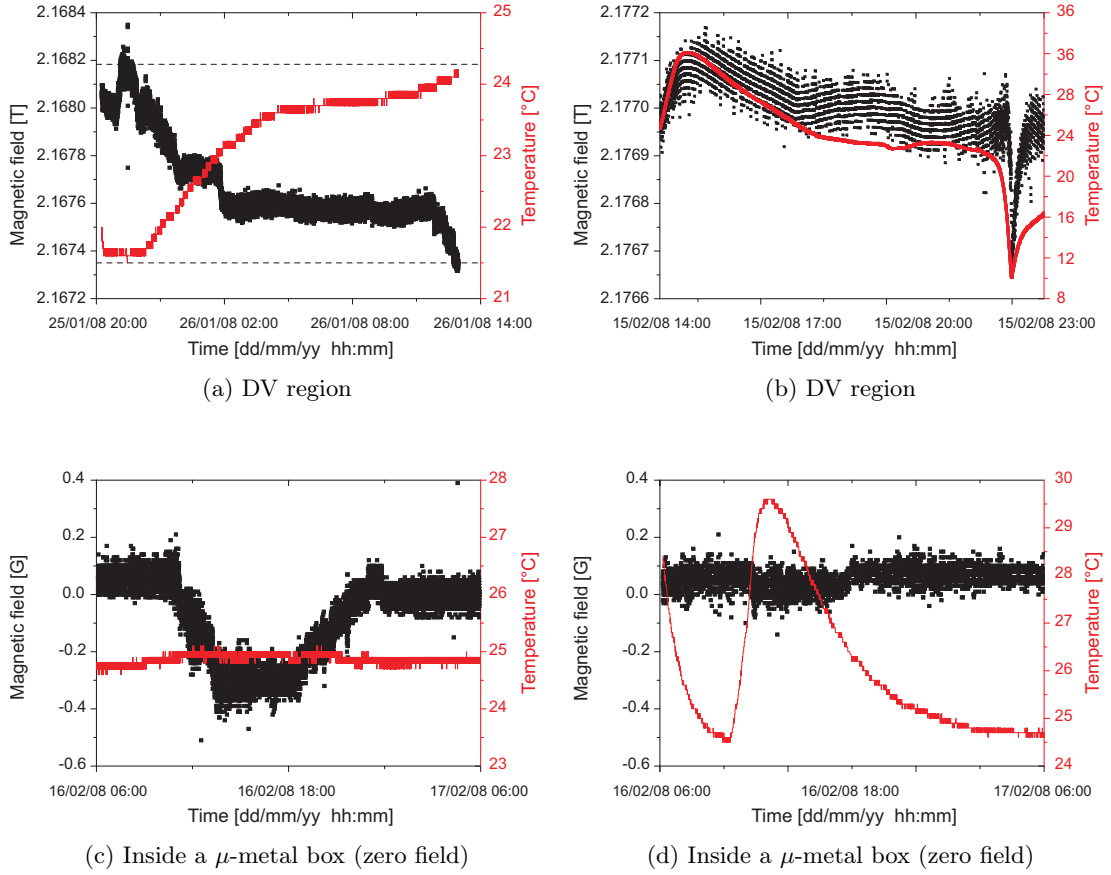 2.1684
2.1682
2.1680
2.1678
2.1676
2.1674
2.1672
Magnetic field [T]
25
24
23
22
21
Temperature [°C]
25/01/08 20:00 26/01/08 02:00 26/01/08 08:00 26/01/08 14:00
Time [dd/mm/yy hh:mm]
(a) DV region
2.1772
2.1771
2.1770
2.1769
2.1768
2.1767
2.1766
Magnetic field [T]
36
36
28
24
20
16
10
8
Temperature [°C]
15/02/08 14:00 15/02/08 17:00 15/02/08 20:00 15/02/08 23:00
Time [dd/mm/yy hh:mm]
(b) DV region
0.4
0.2
0.0
-0.2
-0.4
-0.6
Magnetic field [G]
28
27
26
25
24
23
Temperature [°C]
16/02/08 06:00 16/02/08 18:00 17/02/08 06:00
Time [dd/mm/yy hh:mm]
(c) Inside a μ-metal box (zero field)
0.4
0.2
0.0
-0.2
-0.4
-0.6
Magnetic field [G]
30
29
28
27
26
25
24
Temperature [°C]
16/02/08 06:00 16/02/08 18:00 17/02/08 06:00
Time [dd/mm/yy hh:mm]
(d) Inside a μ-metal box (zero field)